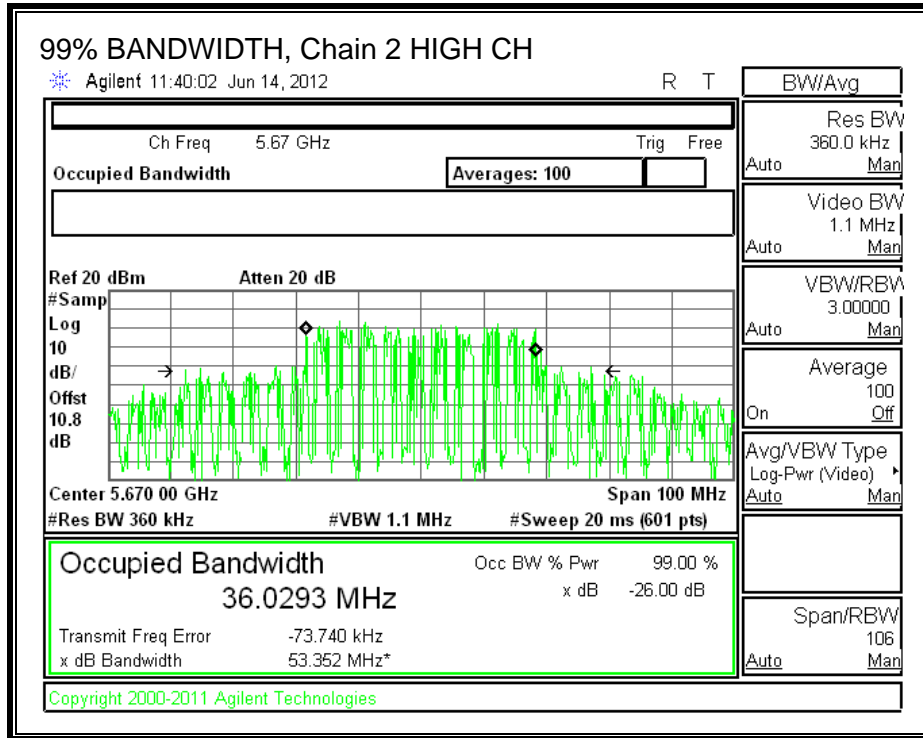 99% BANDWIDTH, Chain 2 HIGH CH
Agilent 11:40:02 Jun 14, 2012 R T
Ch Freq 5.67 GHz Trig Free
Occupied Bandwidth Averages: 100
Ref 20 dBm Atten 20 dB
#Samp
Log
10
dB/
Offst
10.8
dB
Center 5.670 00 GHz Span 100 MHz
#Res BW 360 kHz #VBW 1.1 MHz #Sweep 20 ms (601 pts)
Occupied Bandwidth Occ BW % Pwr 99.00 %
36.0293 MHz x dB -26.00 dB
Transmit Freq Error -73.740 kHz
x dB Bandwidth 53.352 MHz*
Copyright 2000-2011 Agilent Technologies
BW/Avg
Res BW
360.0 kHz
Auto Man
Video BW
1.1 MHz
Auto Man
VBW/RBW
3.00000
Auto Man
Average
100
On Off
Avg/VBW Type
Log-Pwr (Video)
Auto Man
Span/RBW
106
Auto Man